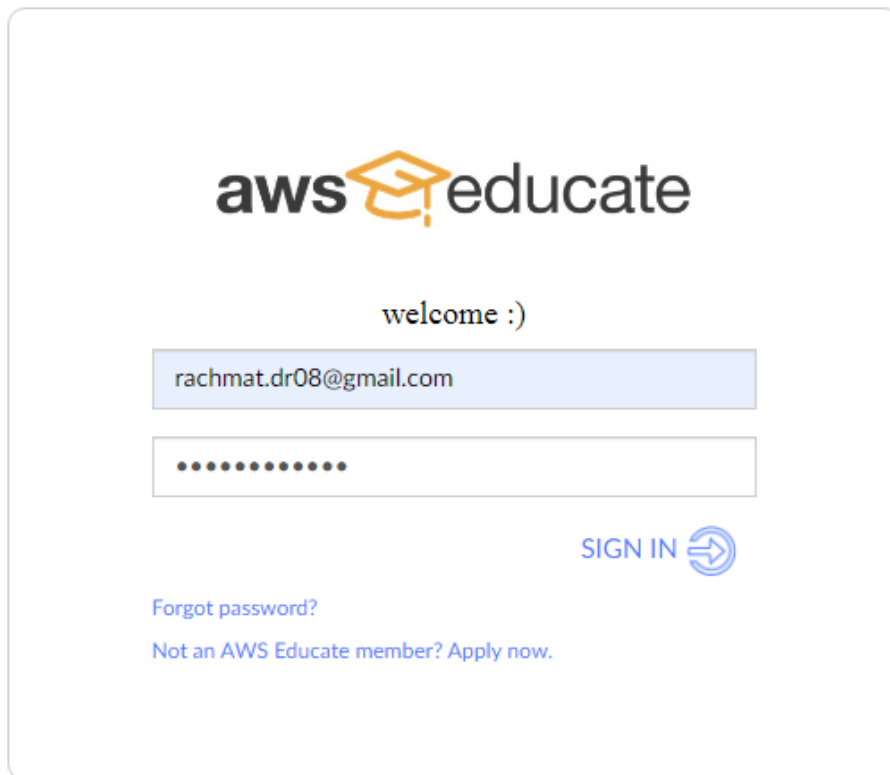 aws educate
welcome :)
rachmat.dr08@gmail.com
••••••••••••
SIGN IN
Forgot password?
Not an AWS Educate member? Apply now.